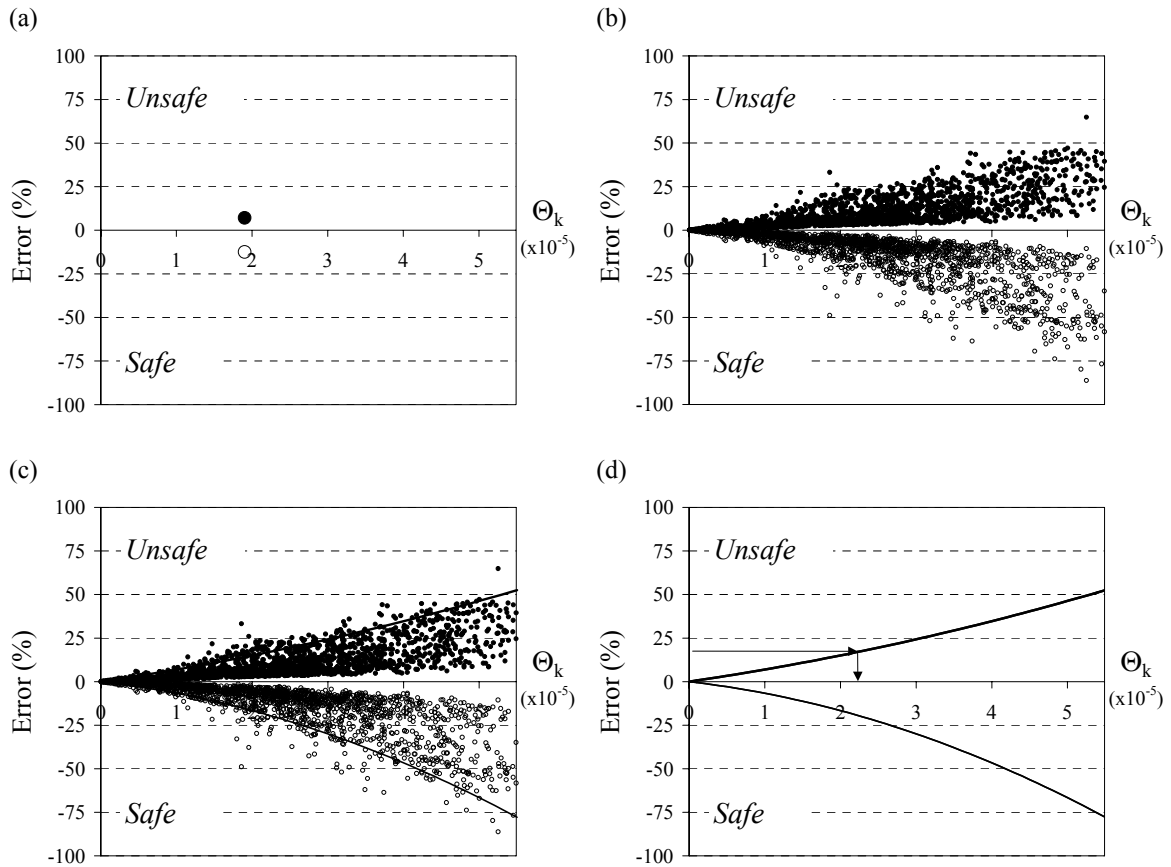 (a)
100
75
50
25
0
-25
-50
-75
-100
Error (%)
Unsafe
Safe
0 1 2 3 4 5
Θk
(x10-5)
(b)
100
75
50
25
0
-25
-50
-75
-100
Error (%)
Unsafe
Safe
0 1 2 3 4 5
Θk
(x10-5)
(c)
100
75
50
25
0
-25
-50
-75
-100
Error (%)
Unsafe
Safe
0 1 2 3 4 5
Θk
(x10-5)
(d)
100
75
50
25
0
-25
-50
-75
-100
Error (%)
Unsafe
Safe
0 1 2 3 4 5
Θk
(x10-5)